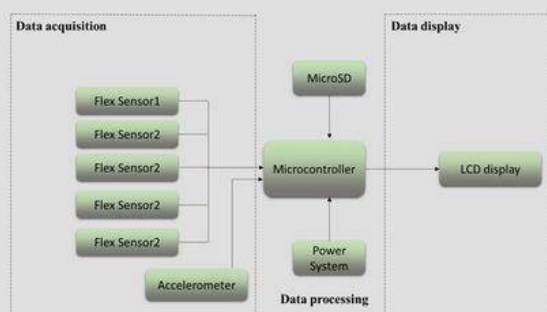 Data acquisition
Data display
MicroSD
Flex Sensor1
Flex Sensor2
Flex Sensor2
Flex Sensor2
Flex Sensor2
Microcontroller
LCD display
Accelerometer
Power
System
Data processing